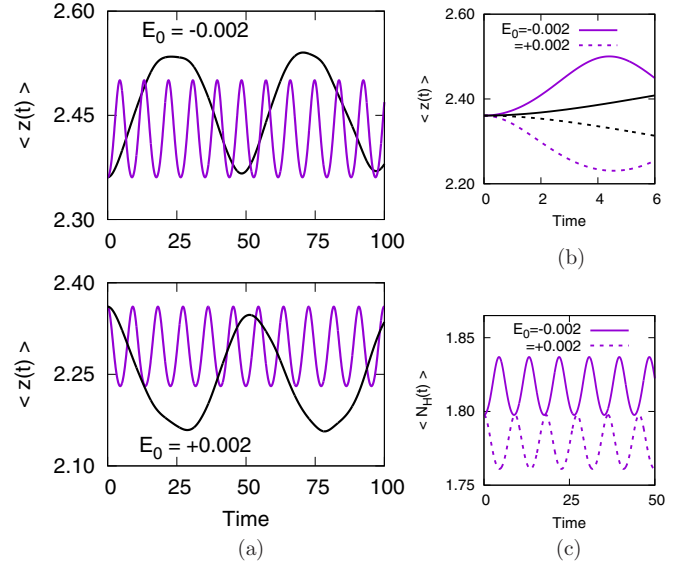 2.60
E₀ = -0.002
2.45
2.30
< z(t) >
0 25 50 75 100
2.40
2.25
2.10
< z(t) >
E₀ = +0.002
0 25 50 75 100
Time
(a)
2.60
E₀=-0.002
=+0.002
2.40
2.20
< z(t) >
0 2 4 6
Time
(b)
1.85
E₀=-0.002
=+0.002
1.80
1.75
< N_H(t) >
0 25 50
Time
(c)